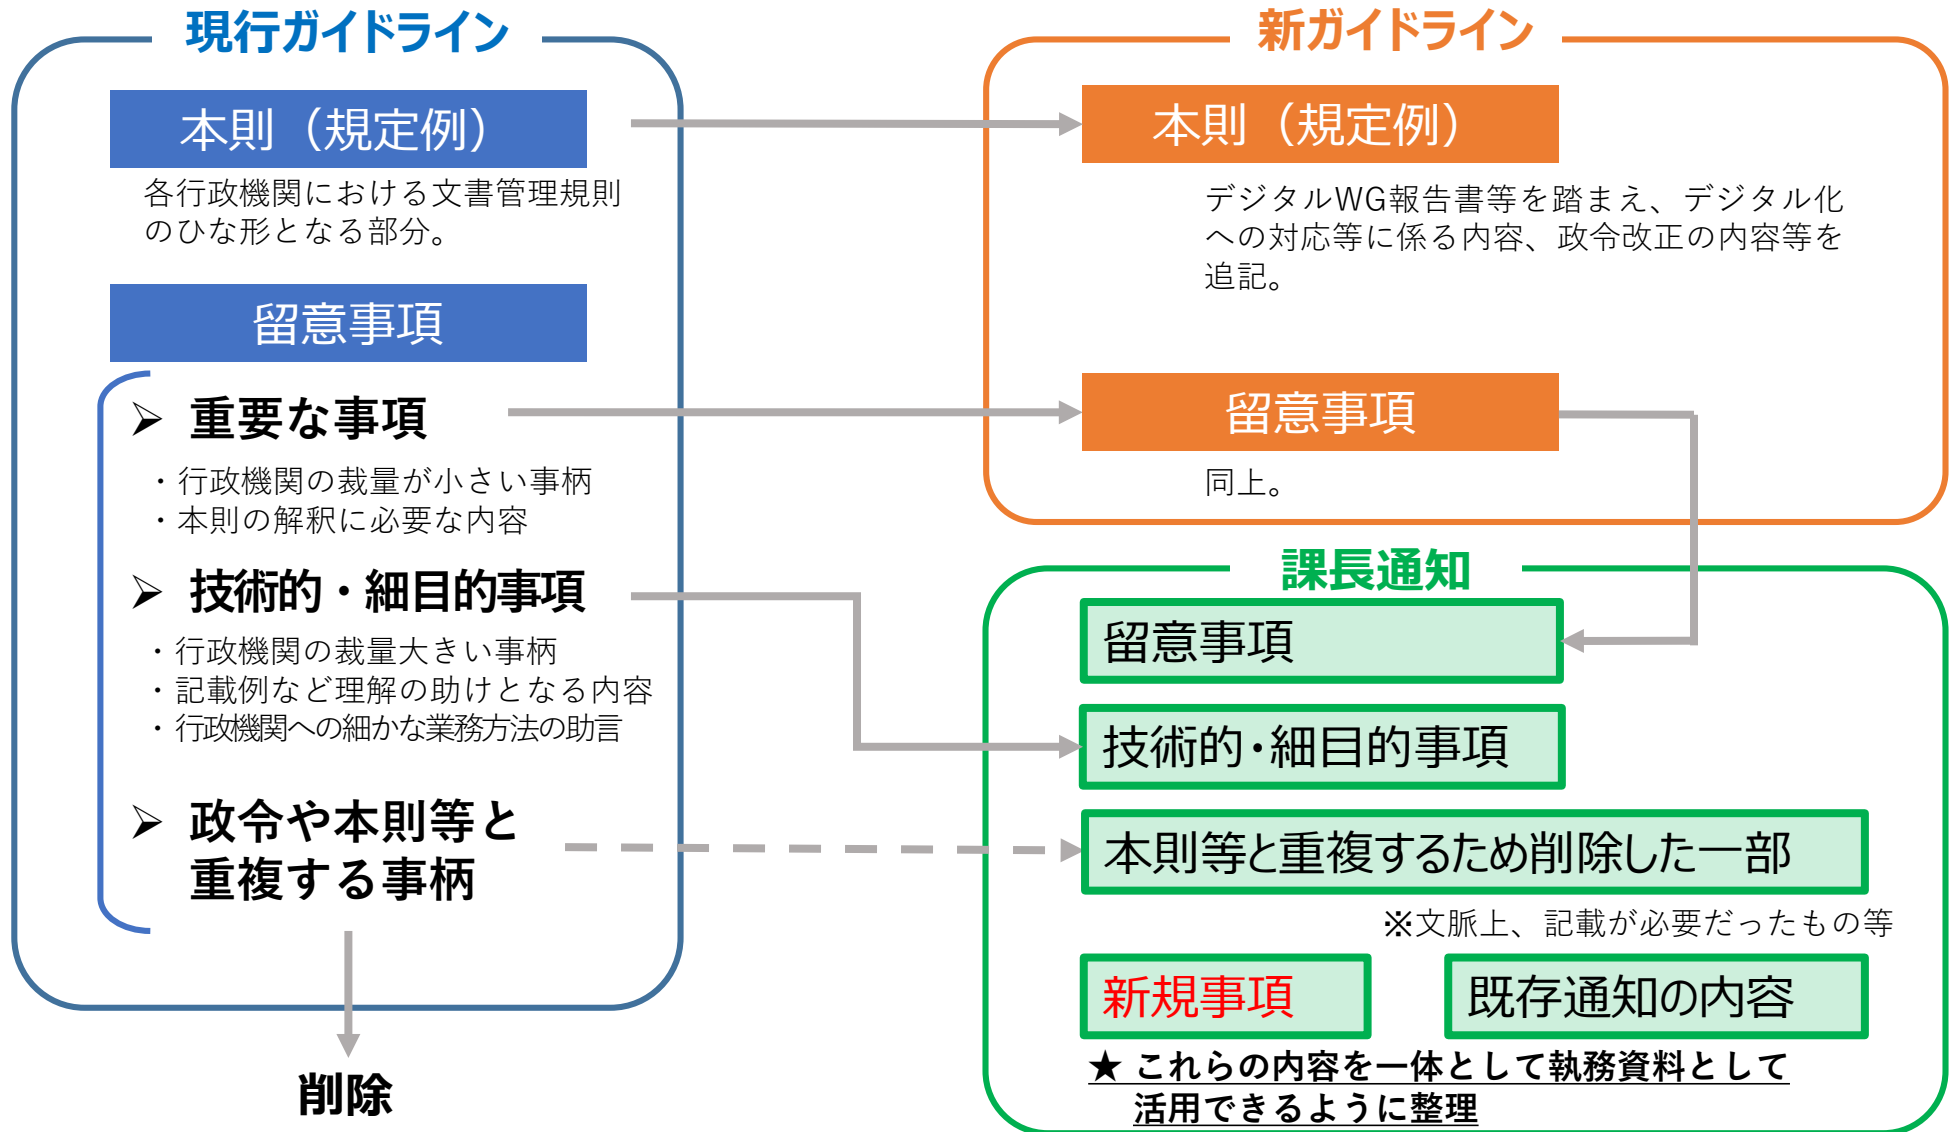 現行ガイドライン
本則（規定例）
各行政機関における文書管理規則
のひな形となる部分。
留意事項
➢ 重要な事項
・行政機関の裁量が小さい事柄
・本則の解釈に必要な内容
➢ 技術的・細目的事項
・行政機関の裁量大きい事柄
・記載例など理解の助けとなる内容
・行政機関への細かな業務方法の助言
➢ 政令や本則等と
重複する事柄
削除
新ガイドライン
本則（規定例）
デジタルWG報告書等を踏まえ、デジタル化
への対応等に係る内容、政令改正の内容等を
追記。
留意事項
同上。
課長通知
留意事項
技術的・細目的事項
本則等と重複するため削除した一部
※文脈上、記載が必要だったもの等
新規事項
既存通知の内容
★ これらの内容を一体として執務資料として
活用できるように整理